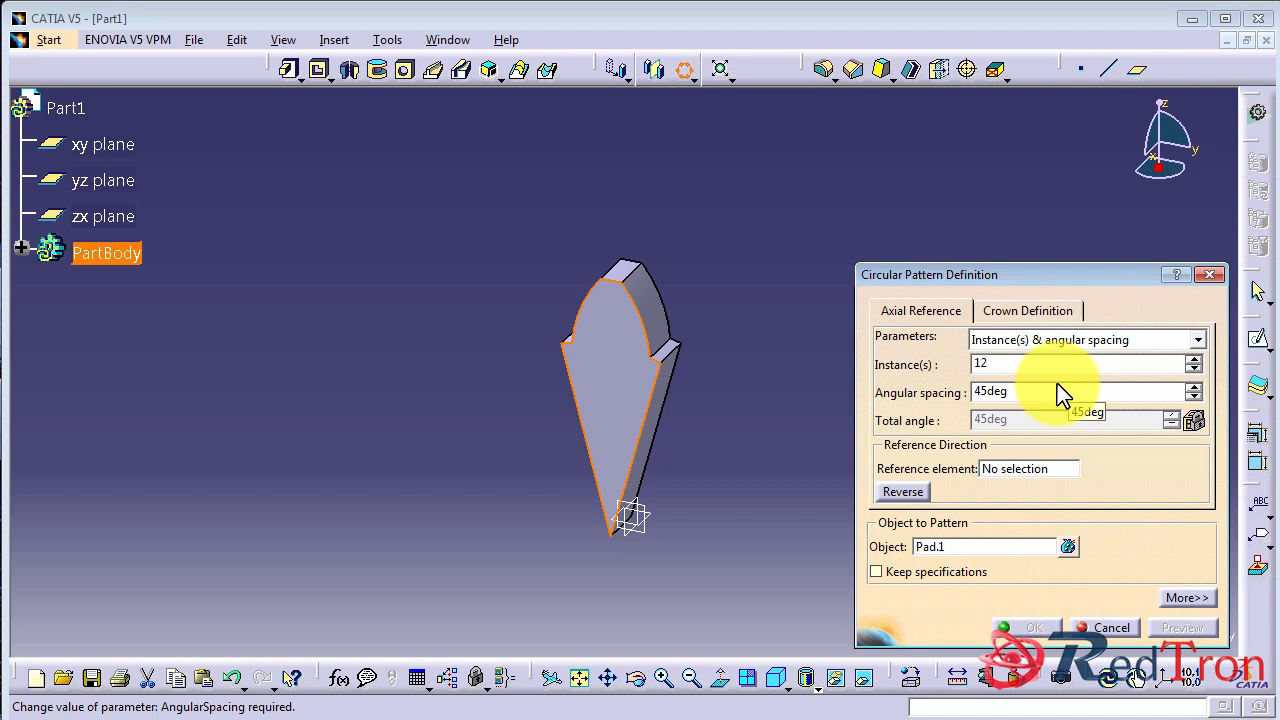 CATIA V5 - [Part1]
Start ENOVIA V5 VPM File Edit View Insert Tools Window Help
Part1
xy plane
yz plane
zx plane
PartBody
z
y
x
Circular Pattern Definition
Axial Reference Crown Definition
Parameters: Instance(s) & angular spacing
Instance(s) : 12
Angular spacing : 45deg
45deg
Total angle : 45deg
Reference Direction
Reference element: No selection
Reverse
Object to Pattern
Object: Pad.1
Keep specifications
More>>
OK Cancel Preview
ABC
f(x)
RedTron
CATIA
Change value of parameter: AngularSpacing required.